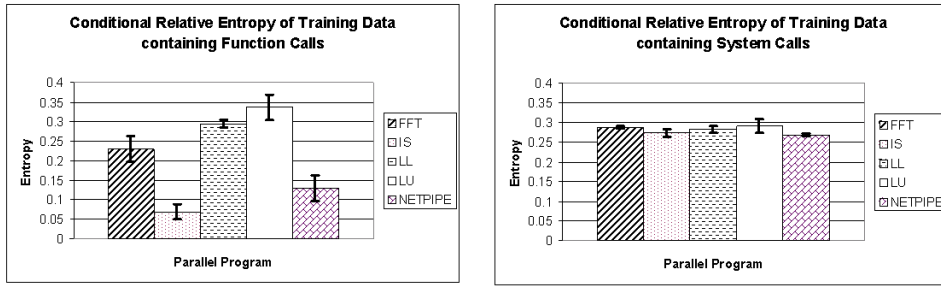 Conditional Relative Entropy of Training Data
containing Function Calls
Entropy
0.4
0.35
0.3
0.25
0.2
0.15
0.1
0.05
0
Parallel Program
FFT
IS
LL
LU
NETPIPE
Conditional Relative Entropy of Training Data
containing System Calls
Entropy
0.4
0.35
0.3
0.25
0.2
0.15
0.1
0.05
0
Parallel Program
FFT
IS
LL
LU
NETPIPE